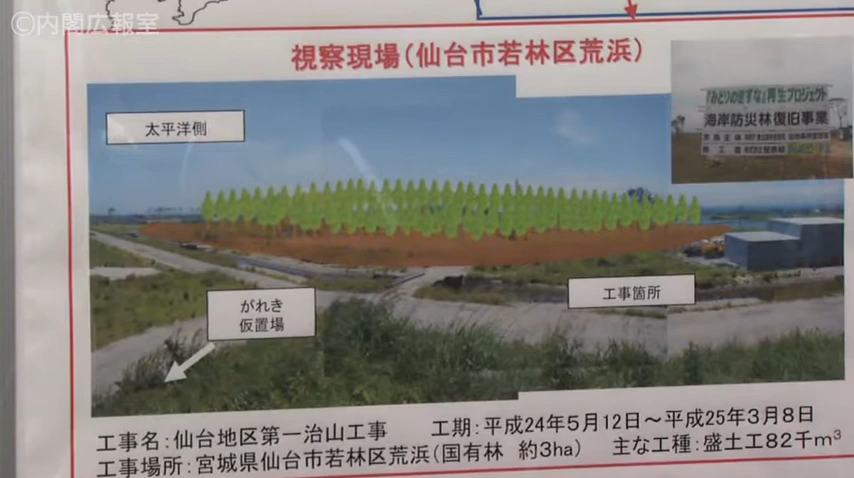 ©内閣広報室
視察現場(仙台市若林区荒浜)
太平洋側
『みどりのきずな』再生プロジェクト
海岸防災林復旧事業
がれき
仮置場
工事箇所
工事名:仙台地区第一治山工事　工期:平成24年5月12日~平成25年3月8日
工事場所:宮城県仙台市若林区荒浜(国有林 約3ha)　主な工種:盛土工82千m³